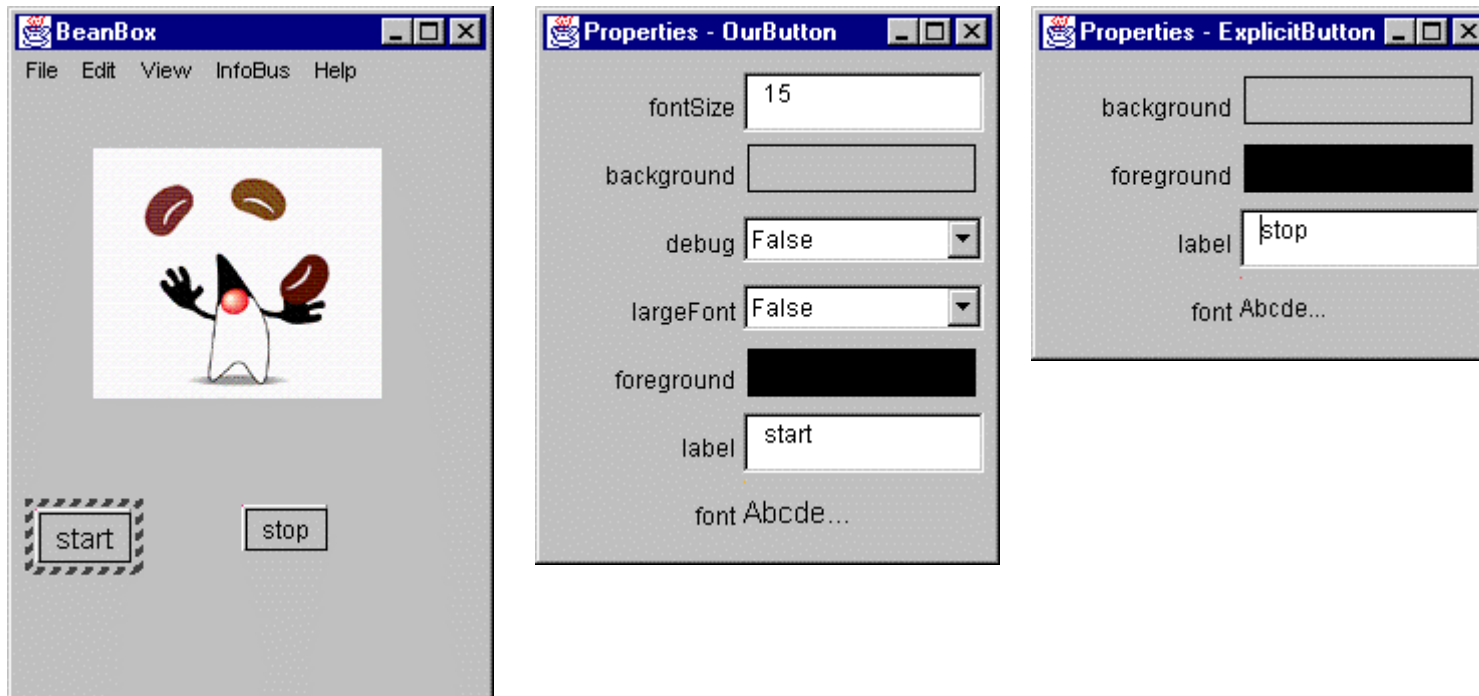 BeanBox
File Edit View InfoBus Help
start
stop
Properties - OurButton
fontSize 15
background
debug False
largeFont False
foreground
label start
font Abcde...
Properties - ExplicitButton
background
foreground
label stop
font Abcde...